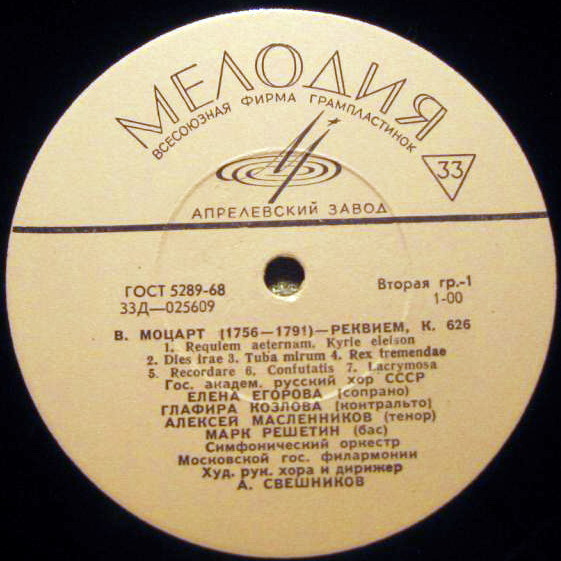 МЕЛОДИЯ
ВСЕСОЮЗНАЯ ФИРМА ГРАМПЛАСТИНОК
33
АПРЕЛЕВСКИЙ ЗАВОД
ГОСТ 5289-68
Вторая гр.-1
33Д—025609
1-00
В. МОЦАРТ (1756—1791)—РЕКВИЕМ, К. 626
1. Requiem aeternam. Kyrie eleison
2. Dies irae 3. Tuba mirum 4. Rex tremendae
5. Recordare 6. Confutatis 7. Lacrymosa
Гос. академ. русский хор СССР
ЕЛЕНА ЕГОРОВА (сопрано)
ГЛАФИРА КОЗЛОВА (контральто)
АЛЕКСЕЙ МАСЛЕННИКОВ (тенор)
МАРК РЕШЕТИН (бас)
Симфонический оркестр
Московской гос. филармонии
Худ. рук. хора и дирижер
А. СВЕШНИКОВ